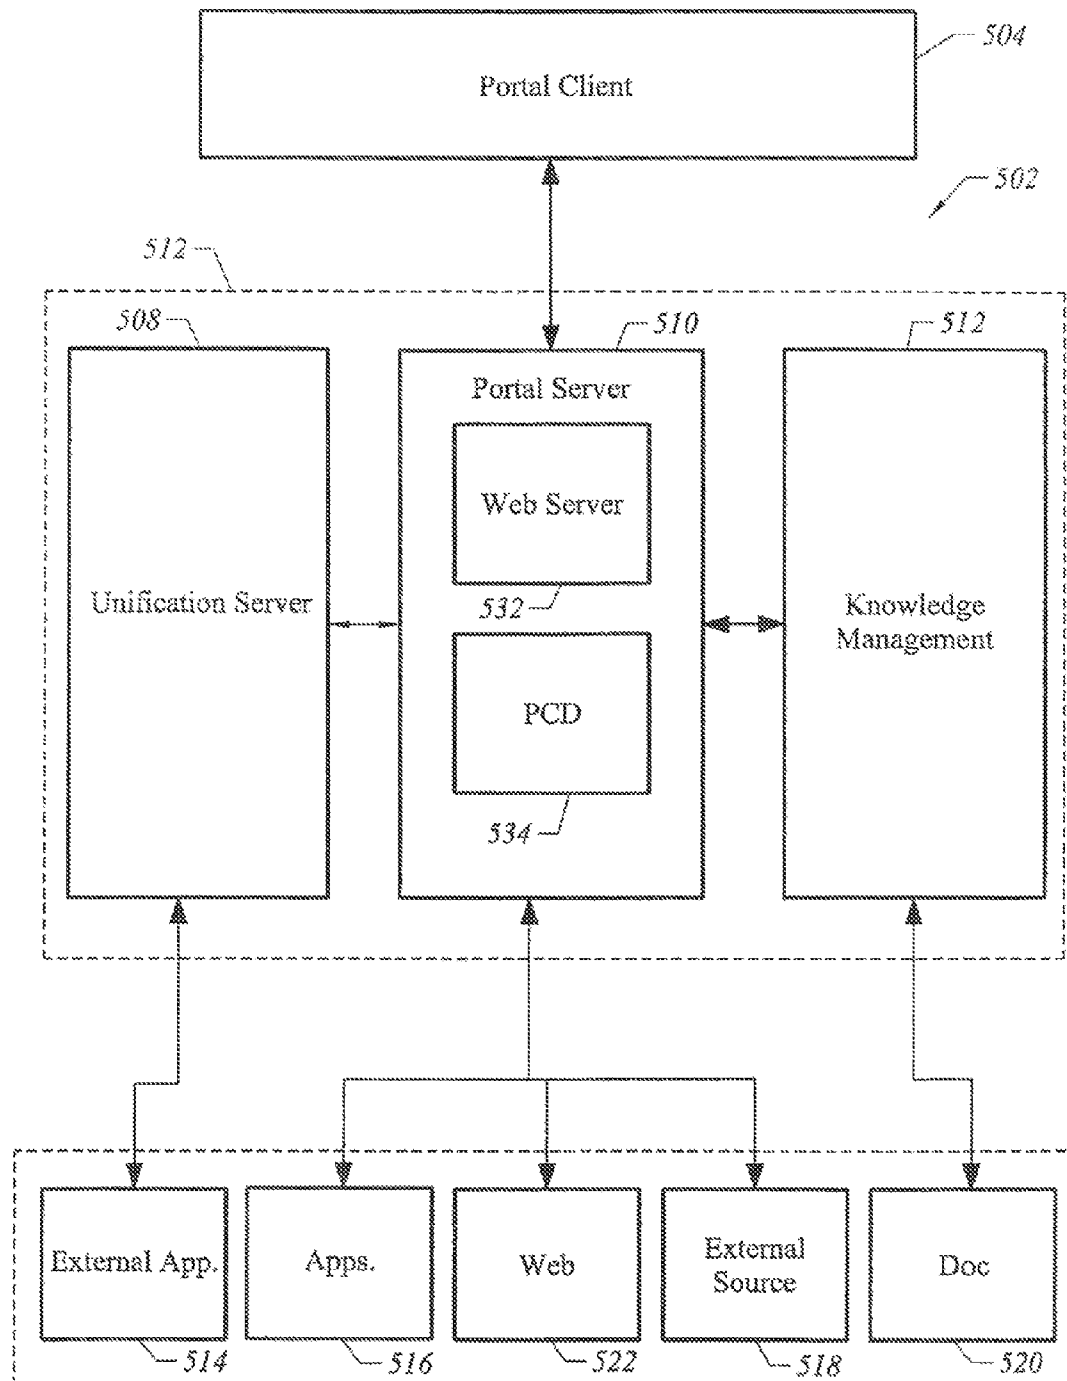 504
Portal Client
502
512
508
510
512
Portal Server
Web Server
532
Unification Server
Knowledge
Management
PCD
534
External App.
Apps.
Web
External
Source
Doc
514
516
522
518
520